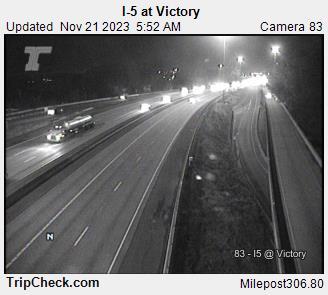 I-5 at Victory
Updated Nov 21 2023 5:52 AM Camera 83
T
N
83 - I5 @ Victory
TripCheck.com Milepost306.80